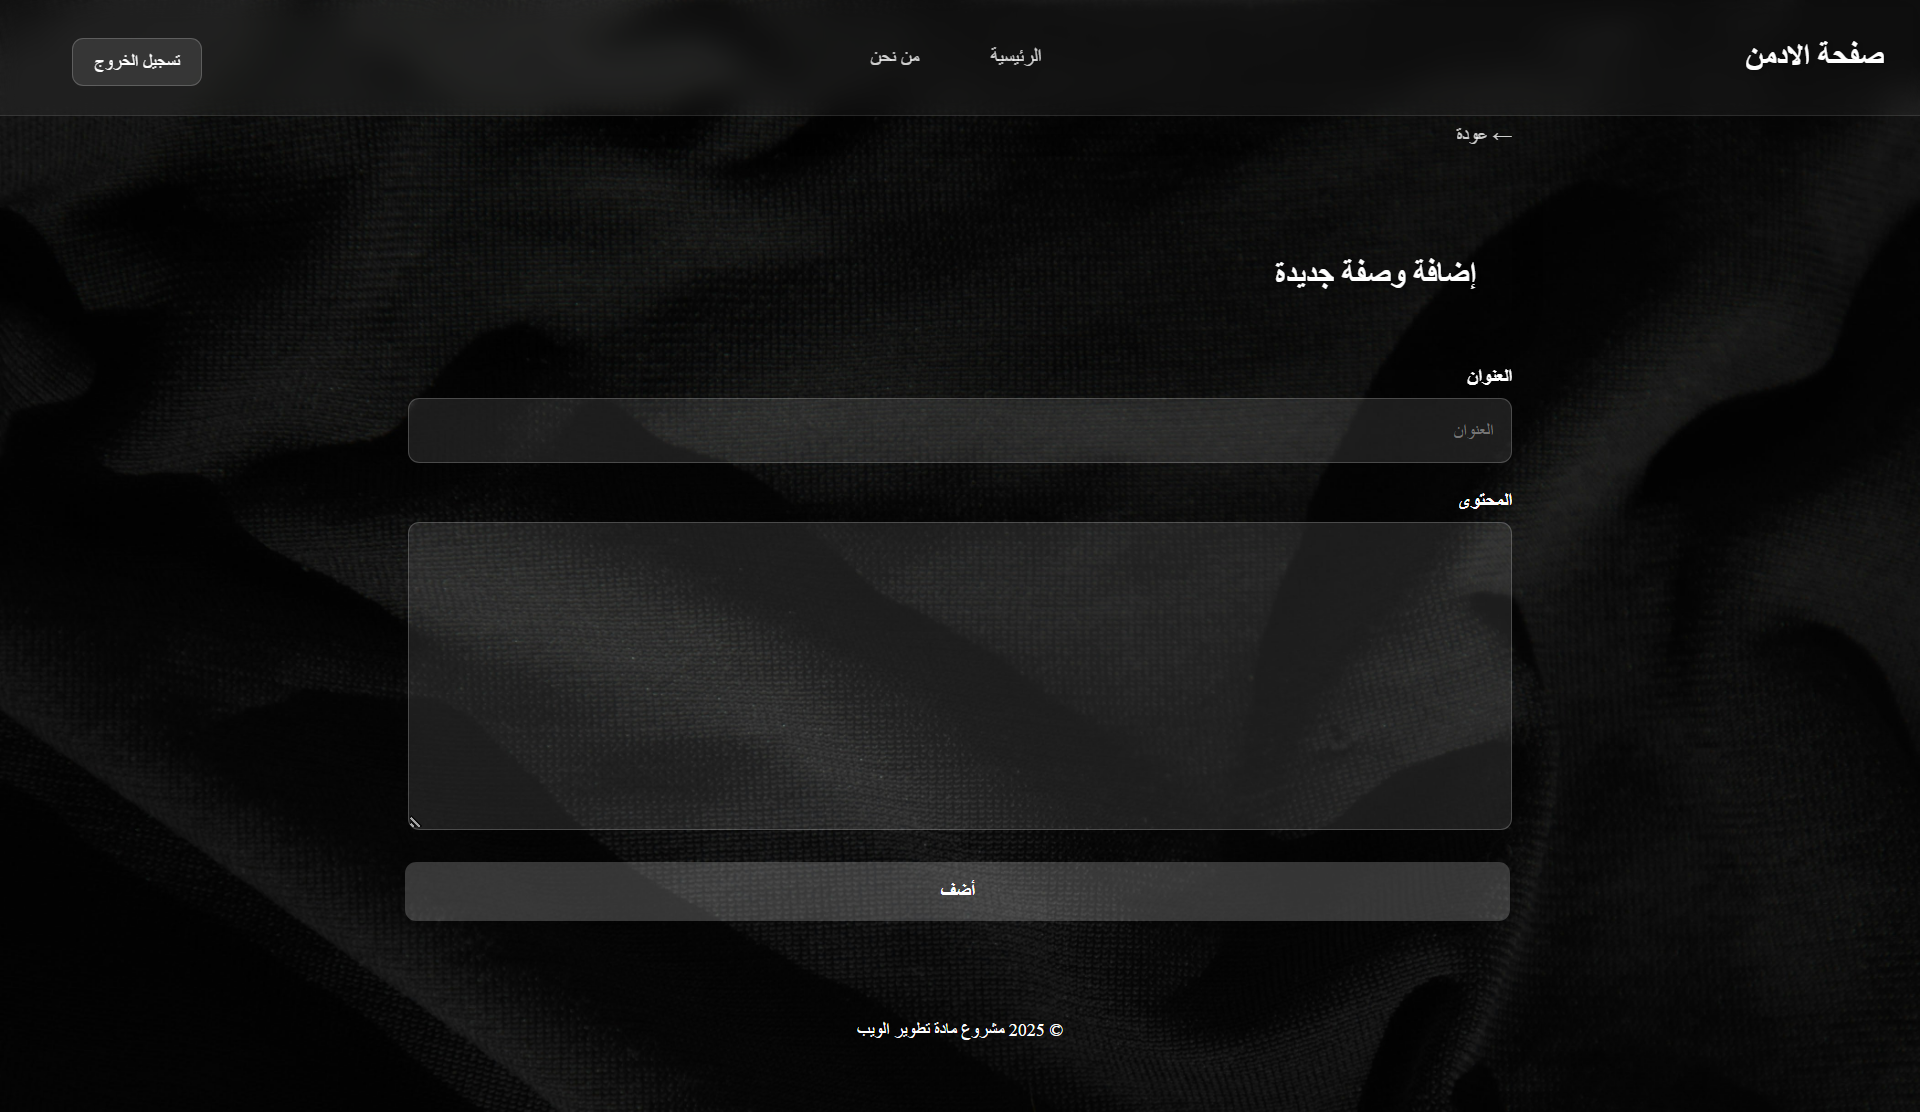 صفحة الادمن
الرئيسية
من نحن
تسجيل الخروج
← عودة
إضافة وصفة جديدة
العنوان
العنوان
المحتوى
أضف
© 2025 مشروع مادة تطوير الويب